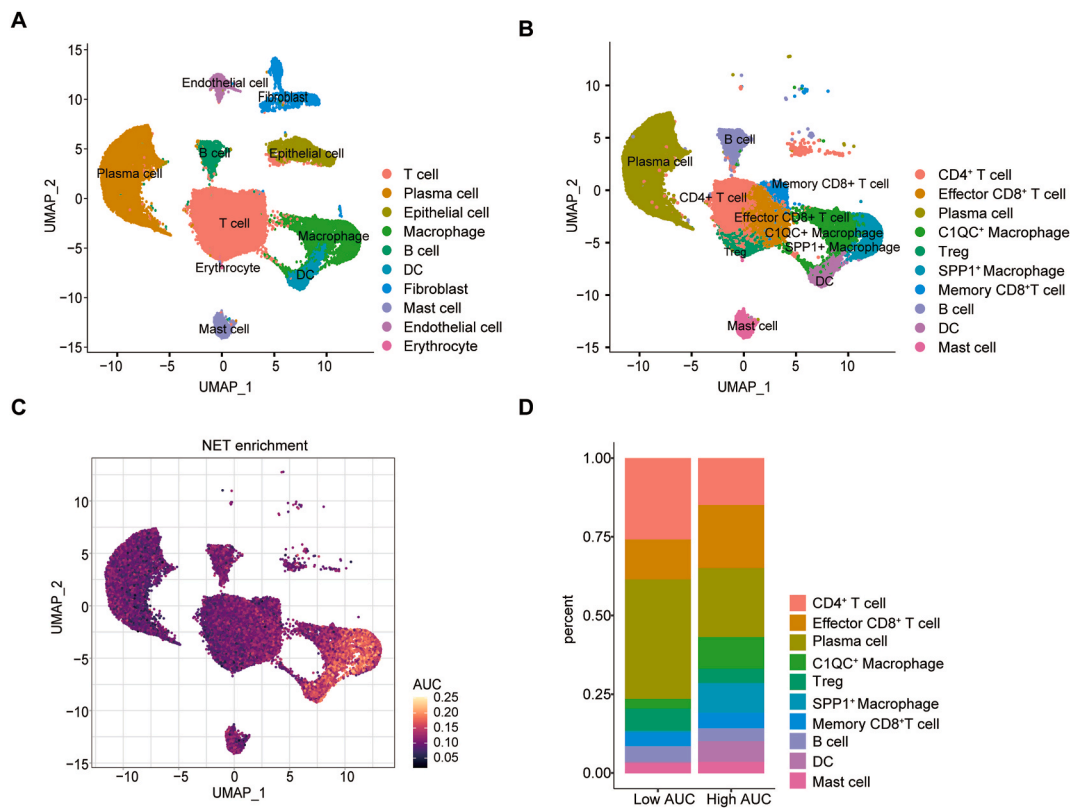 A
15
10
5
0
−5
−10
−15
UMAP_2
−10
−5
0
5
10
UMAP_1
Endothelial cell
Fibroblast
B cell
Epithelial cell
Plasma cell
T cell
Macrophage
Erythrocyte
DC
Mast cell
T cell
Plasma cell
Epithelial cell
Macrophage
B cell
DC
Fibroblast
Mast cell
Endothelial cell
Erythrocyte
B
10
5
0
−5
−10
−15
UMAP_2
−10
−5
0
5
10
UMAP_1
B cell
Plasma cell
Memory CD8+ T cell
CD4+ T cell
Effector CD8+ T cell
C1QC+ Macrophage
SPP1+ Macrophage
Treg
DC
Mast cell
CD4⁺ T cell
Effector CD8⁺ T cell
Plasma cell
C1QC⁺ Macrophage
Treg
SPP1⁺ Macrophage
Memory CD8⁺T cell
B cell
DC
Mast cell
C
NET enrichment
10
5
0
−5
−10
−15
UMAP_2
−10
−5
0
5
10
UMAP_1
AUC
0.25
0.20
0.15
0.10
0.05
D
1.00
0.75
0.50
0.25
0.00
percent
Low AUC
High AUC
CD4⁺ T cell
Effector CD8⁺ T cell
Plasma cell
C1QC⁺ Macrophage
Treg
SPP1⁺ Macrophage
Memory CD8⁺T cell
B cell
DC
Mast cell